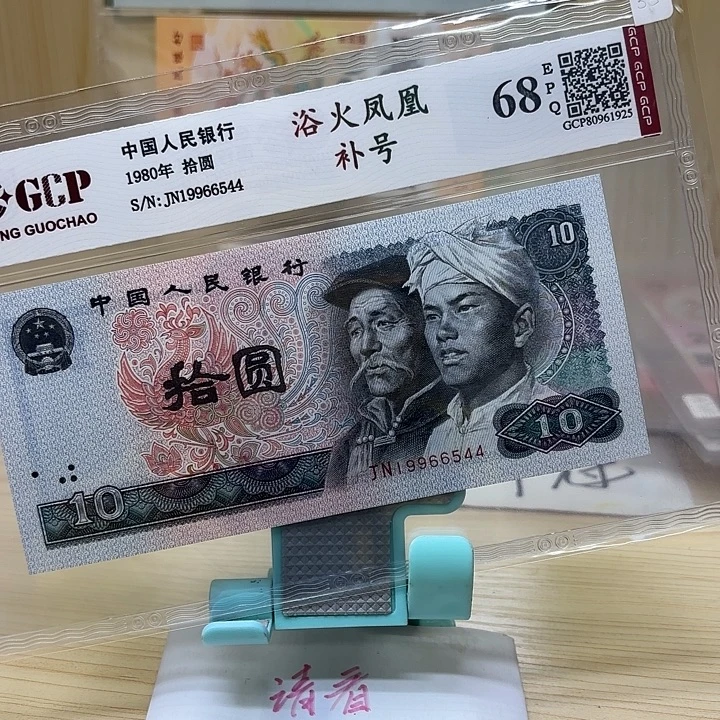 GCP
NG GUOCHAO
中国人民银行
1980年 拾圆
S/N: JN19966544
浴火凤凰
补号
68
EPQ
GCP80961925
GCP GCP GCP
中国人民银行
10
拾圆
JN19966544
10
10
请看